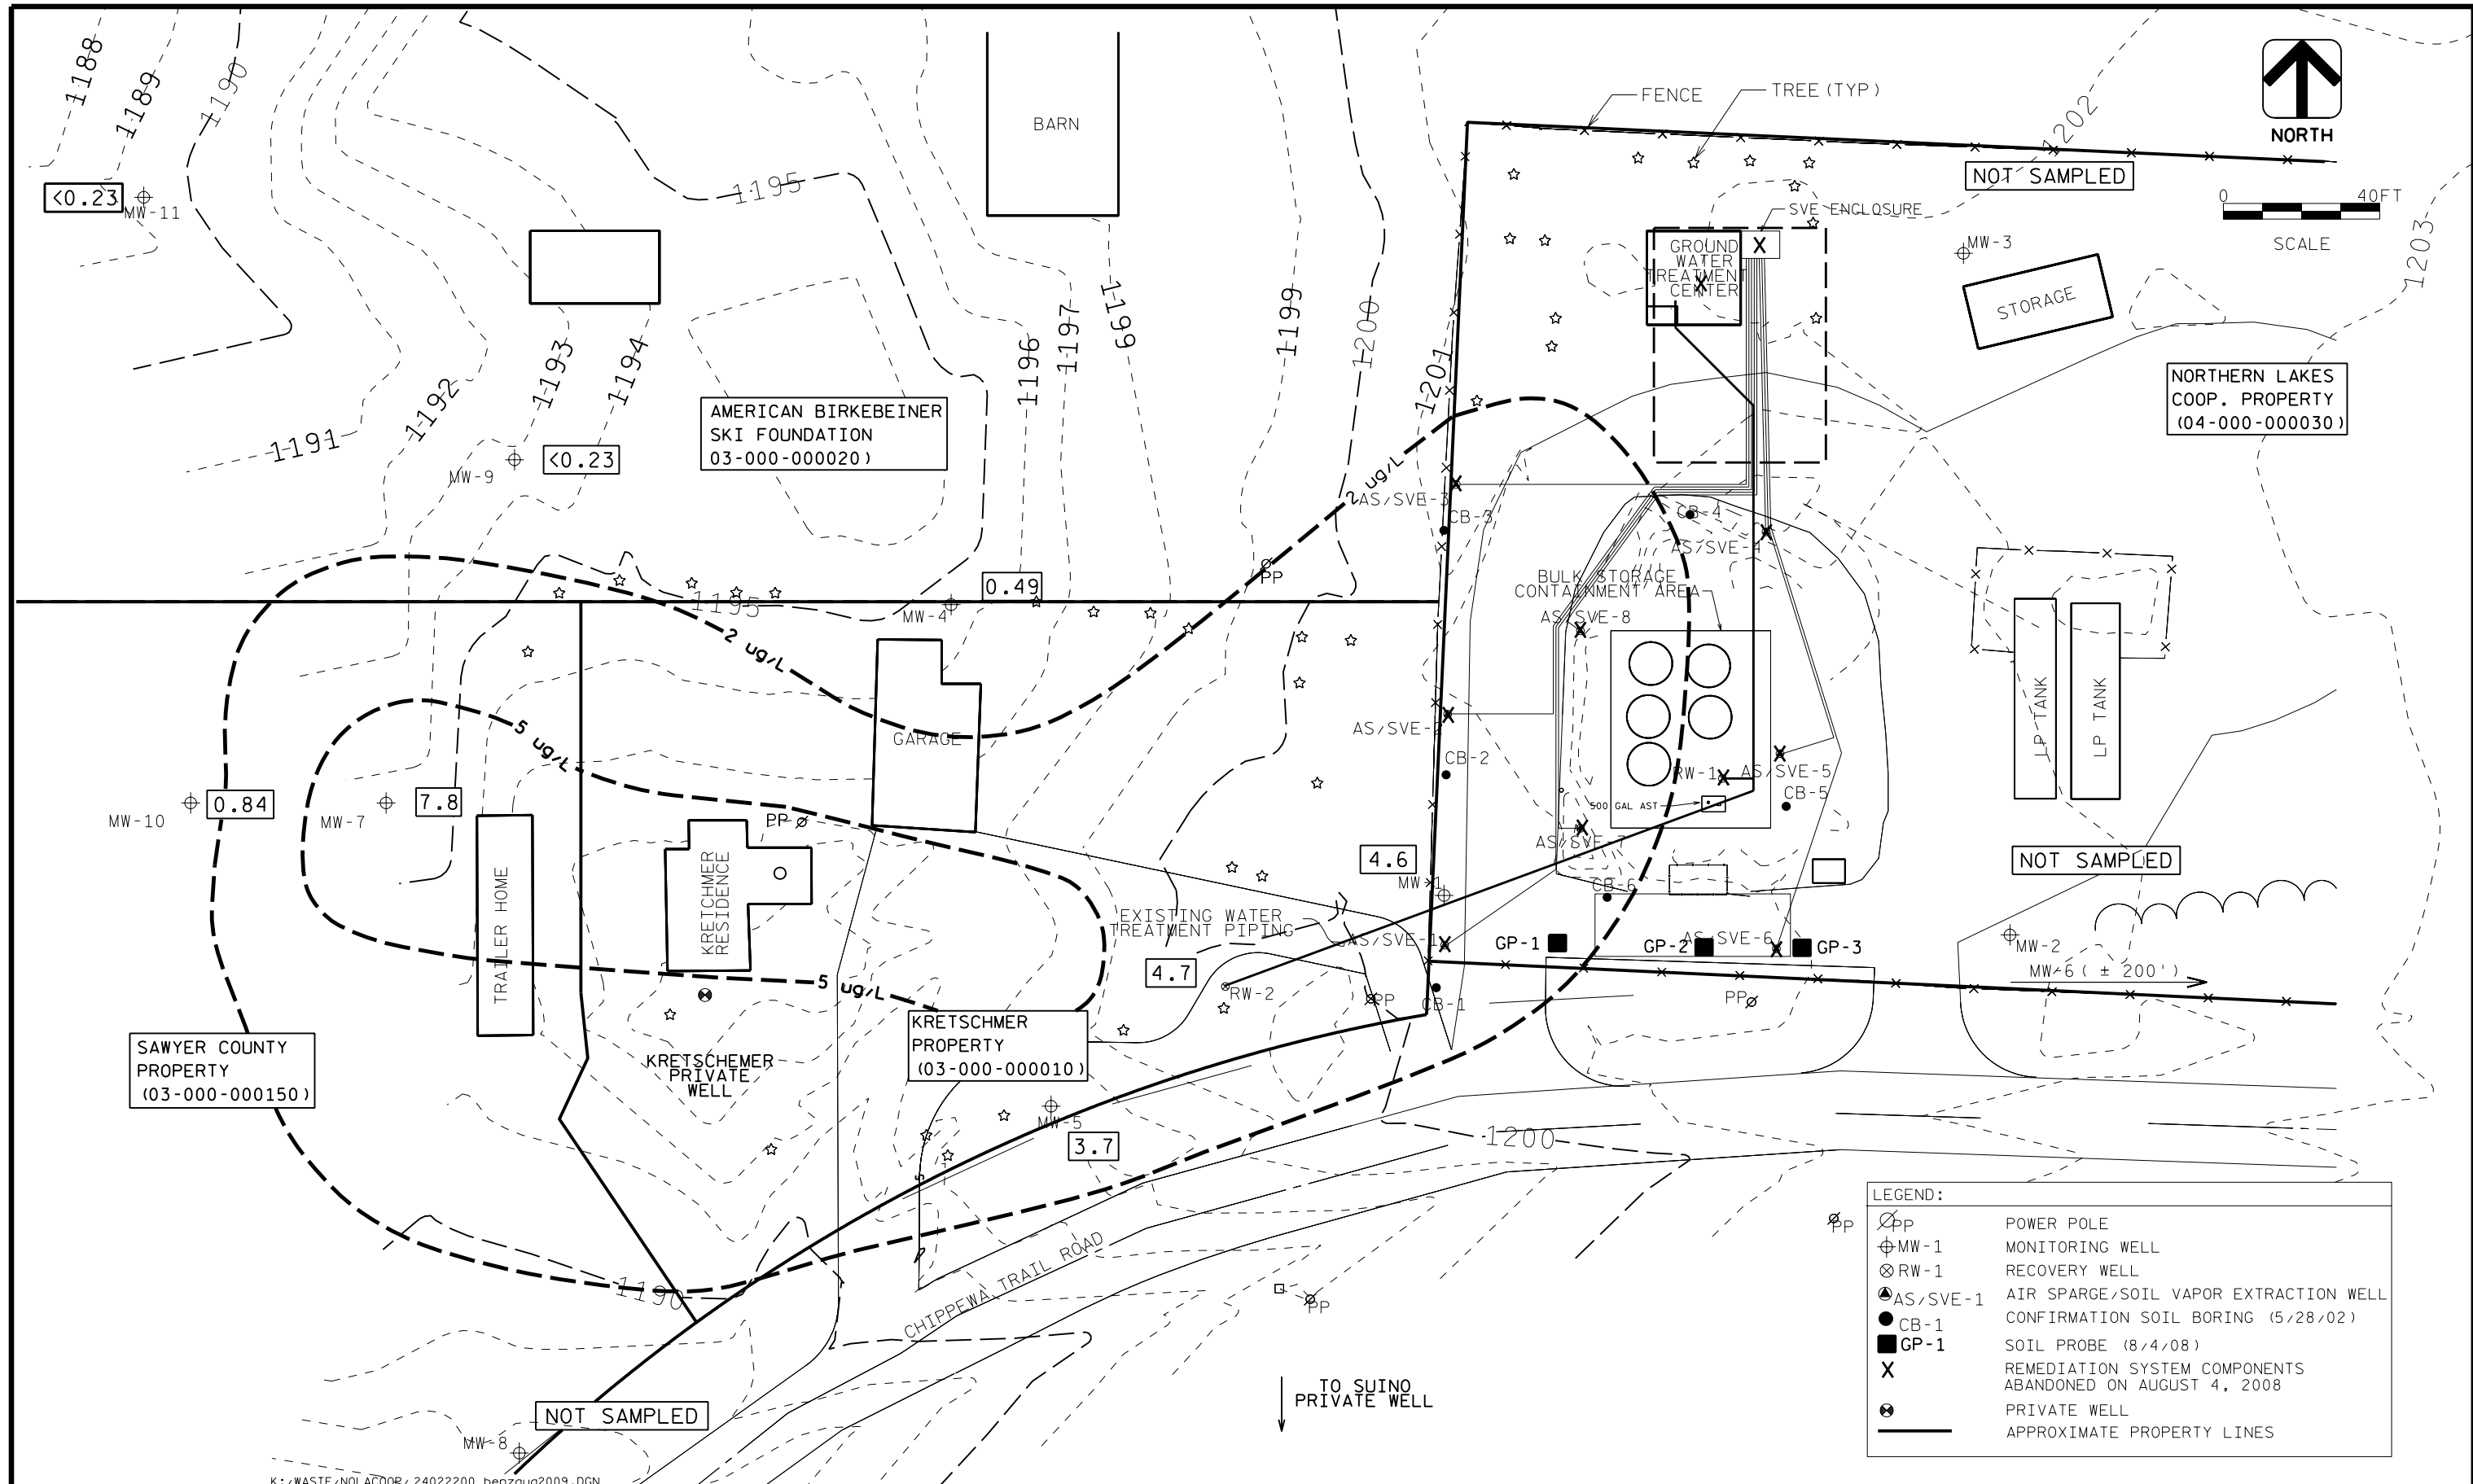 1188
1189
1190
BARN
FENCE
TREE (TYP)
1202
NORTH
NOT SAMPLED
0 40FT
SCALE
1195
<0.23
MW-11
SVE ENCLOSURE
MW-3
GROUND
WATER
TREATMENT
CENTER
STORAGE
1203
1199
1199
1200
1197
1196
1201
1193
1194
1192
1191
AMERICAN BIRKEBEINER
SKI FOUNDATION
03-000-000020)
NORTHERN LAKES
COOP. PROPERTY
(04-000-000030)
MW-9
<0.23
2 ug/L
AS/SVE-3
CB-3
CB-4
AS/SVE-4
PP
BULK STORAGE
CONTAINMENT AREA
0.49
1195
MW-4
AS/SVE-8
2 ug/L
LP TANK
LP TANK
5 ug/L
GARAGE
AS/SVE-2
CB-2
RW-1
AS/SVE-5
CB-5
500 GAL AST
MW-10
0.84
MW-7
7.8
PP
AS/SVE-7
4.6
NOT SAMPLED
TRAILER HOME
KRETCHMER
RESIDENCE
MW-1
CB-6
EXISTING WATER
TREATMENT PIPING
AS/SVE-1
GP-1
GP-2
AS/SVE-6
GP-3
MW-2
4.7
MW-6 ( ± 200')
RW-2
PP
CB-1
PP
5 ug/L
KRETSCHMER
PROPERTY
(03-000-000010)
SAWYER COUNTY
PROPERTY
(03-000-000150)
KRETSCHEMER
PRIVATE
WELL
MW-5
3.7
1200
CHIPPEWA TRAIL ROAD
1190
PP
PP
TO SUINO
PRIVATE WELL
NOT SAMPLED
MW-8
LEGEND:
PP POWER POLE
MW-1 MONITORING WELL
RW-1 RECOVERY WELL
AS/SVE-1 AIR SPARGE/SOIL VAPOR EXTRACTION WELL
CB-1 CONFIRMATION SOIL BORING (5/28/02)
GP-1 SOIL PROBE (8/4/08)
X REMEDIATION SYSTEM COMPONENTS
ABANDONED ON AUGUST 4, 2008
PRIVATE WELL
APPROXIMATE PROPERTY LINES